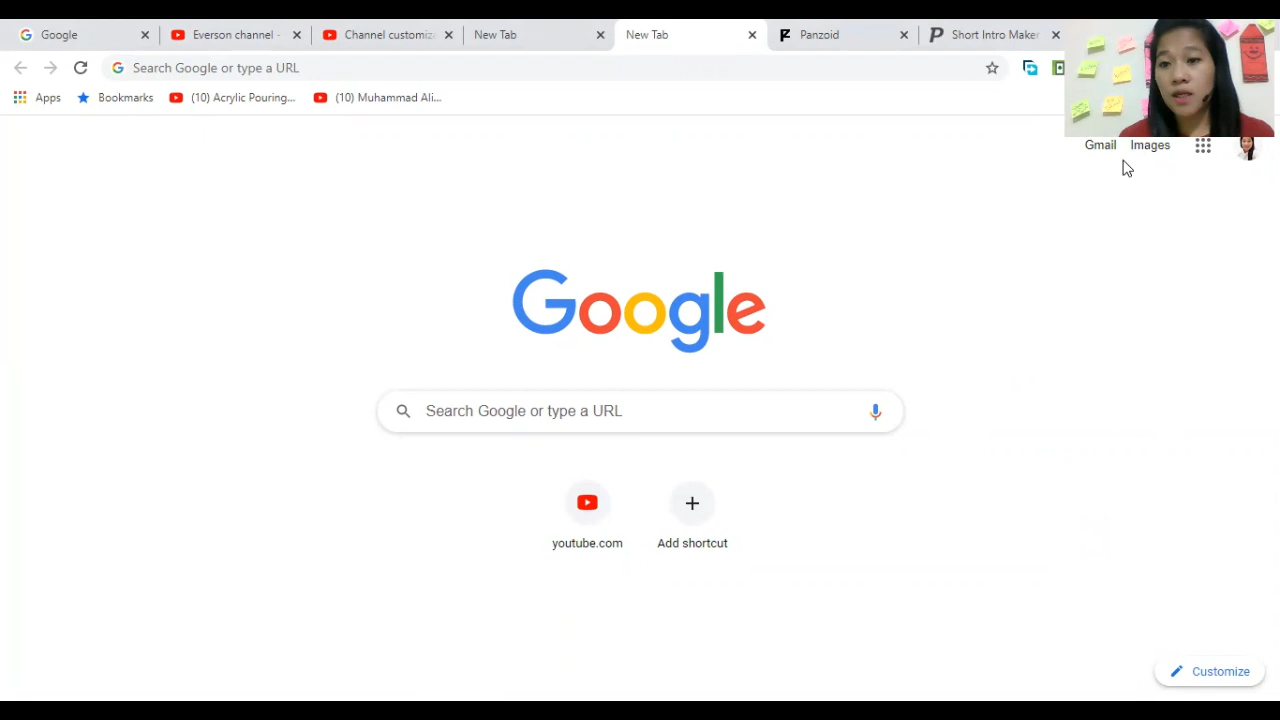 Google
Everson channel -
Channel customiz
New Tab
New Tab
Panzoid
Short Intro Maker
Search Google or type a URL
Apps
Bookmarks
(10) Acrylic Pouring...
(10) Muhammad Ali...
Gmail
Images
Google
Search Google or type a URL
youtube.com
Add shortcut
Customize